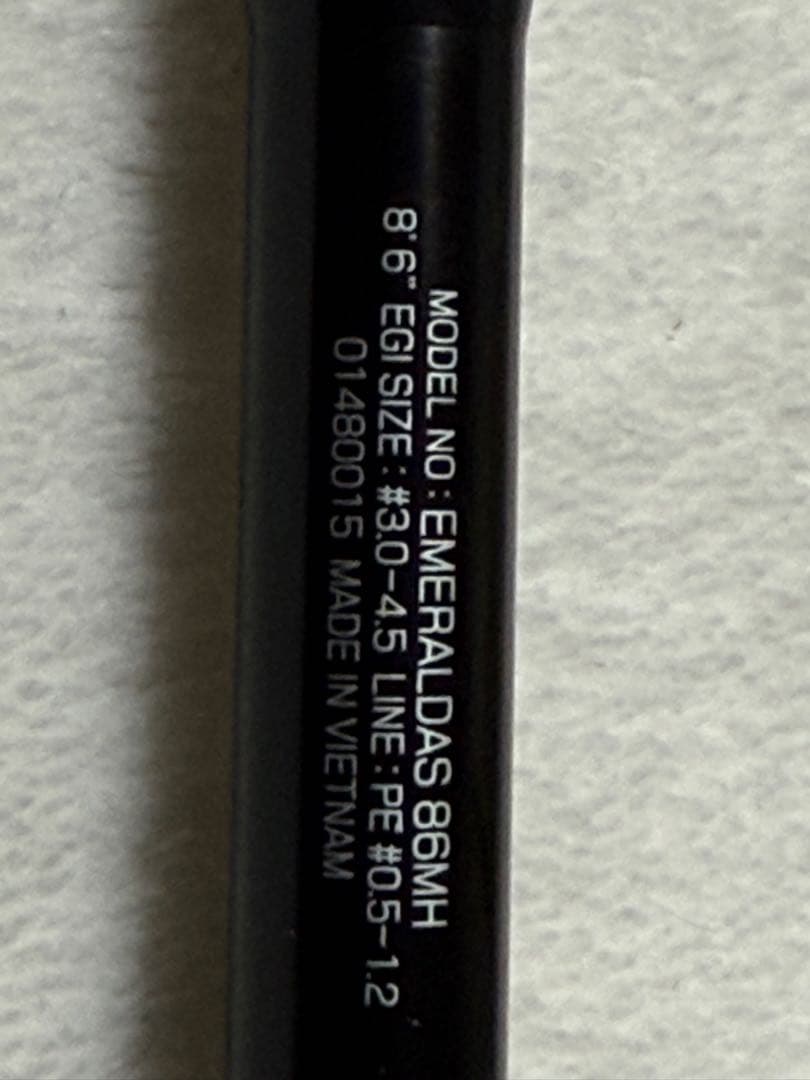 MODEL NO : EMERALDAS 86MH
8'6" EGI SIZE : #3.0-4.5 LINE : PE #0.5-1.2
01480015 MADE IN VIETNAM